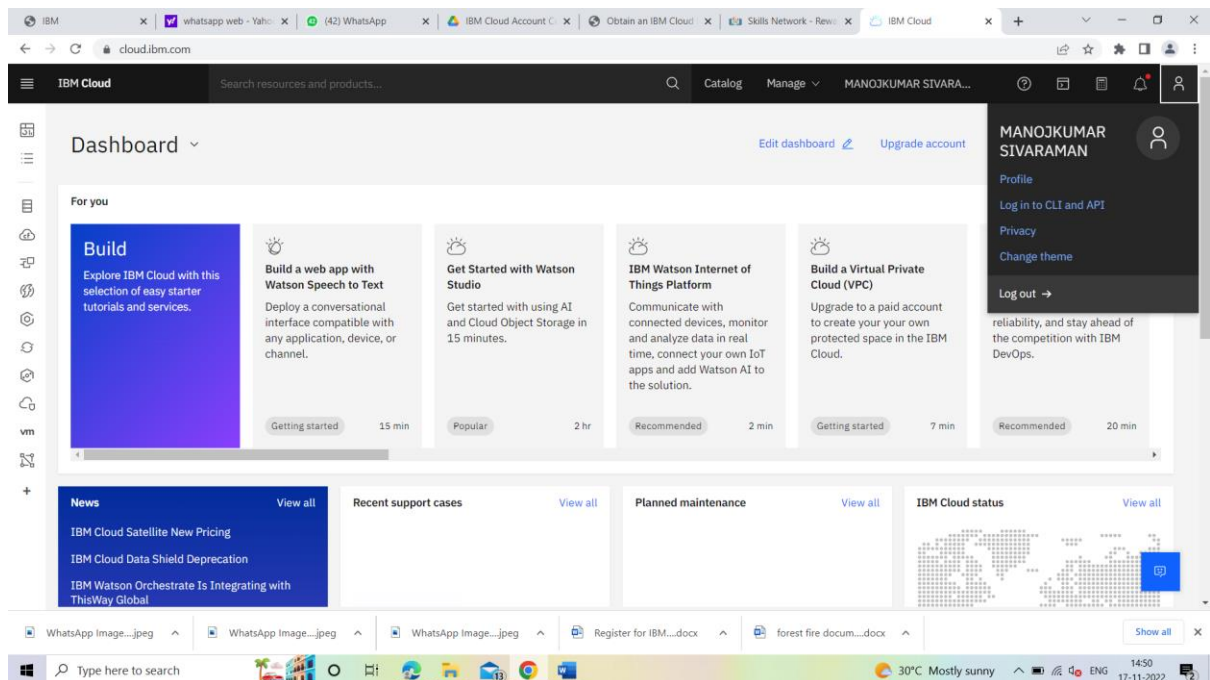 IBM
whatsapp web - Yaho
(42) WhatsApp
IBM Cloud Account C
Obtain an IBM Cloud
Skills Network - Rew
IBM Cloud
cloud.ibm.com
IBM Cloud
Search resources and products...
Catalog
Manage
MANOJKUMAR SIVARA...
Dashboard
Edit dashboard
Upgrade account
MANOJKUMAR
SIVARAMAN
Profile
Log in to CLI and API
Privacy
Change theme
Log out →
For you
Build
Explore IBM Cloud with this
selection of easy starter
tutorials and services.
Build a web app with
Watson Speech to Text
Deploy a conversational
interface compatible with
any application, device, or
channel.
Getting started
15 min
Get Started with Watson
Studio
Get started with using AI
and Cloud Object Storage in
15 minutes.
Popular
2 hr
IBM Watson Internet of
Things Platform
Communicate with
connected devices, monitor
and analyze data in real
time, connect your own IoT
apps and add Watson AI to
the solution.
Recommended
2 min
Build a Virtual Private
Cloud (VPC)
Upgrade to a paid account
to create your your own
protected space in the IBM
Cloud.
Getting started
7 min
reliability, and stay ahead of
the competition with IBM
DevOps.
Recommended
20 min
vm
News
View all
IBM Cloud Satellite New Pricing
IBM Cloud Data Shield Deprecation
IBM Watson Orchestrate Is Integrating with
ThisWay Global
Recent support cases
View all
Planned maintenance
View all
IBM Cloud status
View all
WhatsApp Image....jpeg
WhatsApp Image....jpeg
WhatsApp Image....jpeg
Register for IBM....docx
forest fire docum....docx
Show all
Type here to search
13
30°C Mostly sunny
ENG
14:50
17-11-2022
2